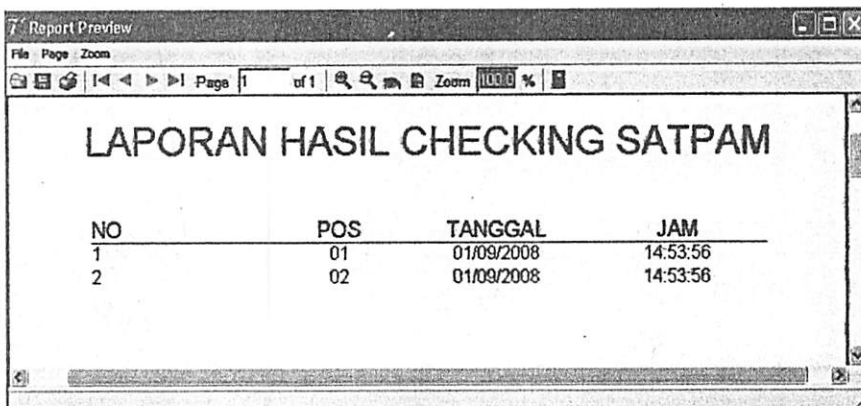 Report Preview
File Page Zoom
Page 1 of 1 Zoom 100.0 %
LAPORAN HASIL CHECKING SATPAM
NO POS TANGGAL JAM
1 01 01/09/2008 14:53:56
2 02 01/09/2008 14:53:56